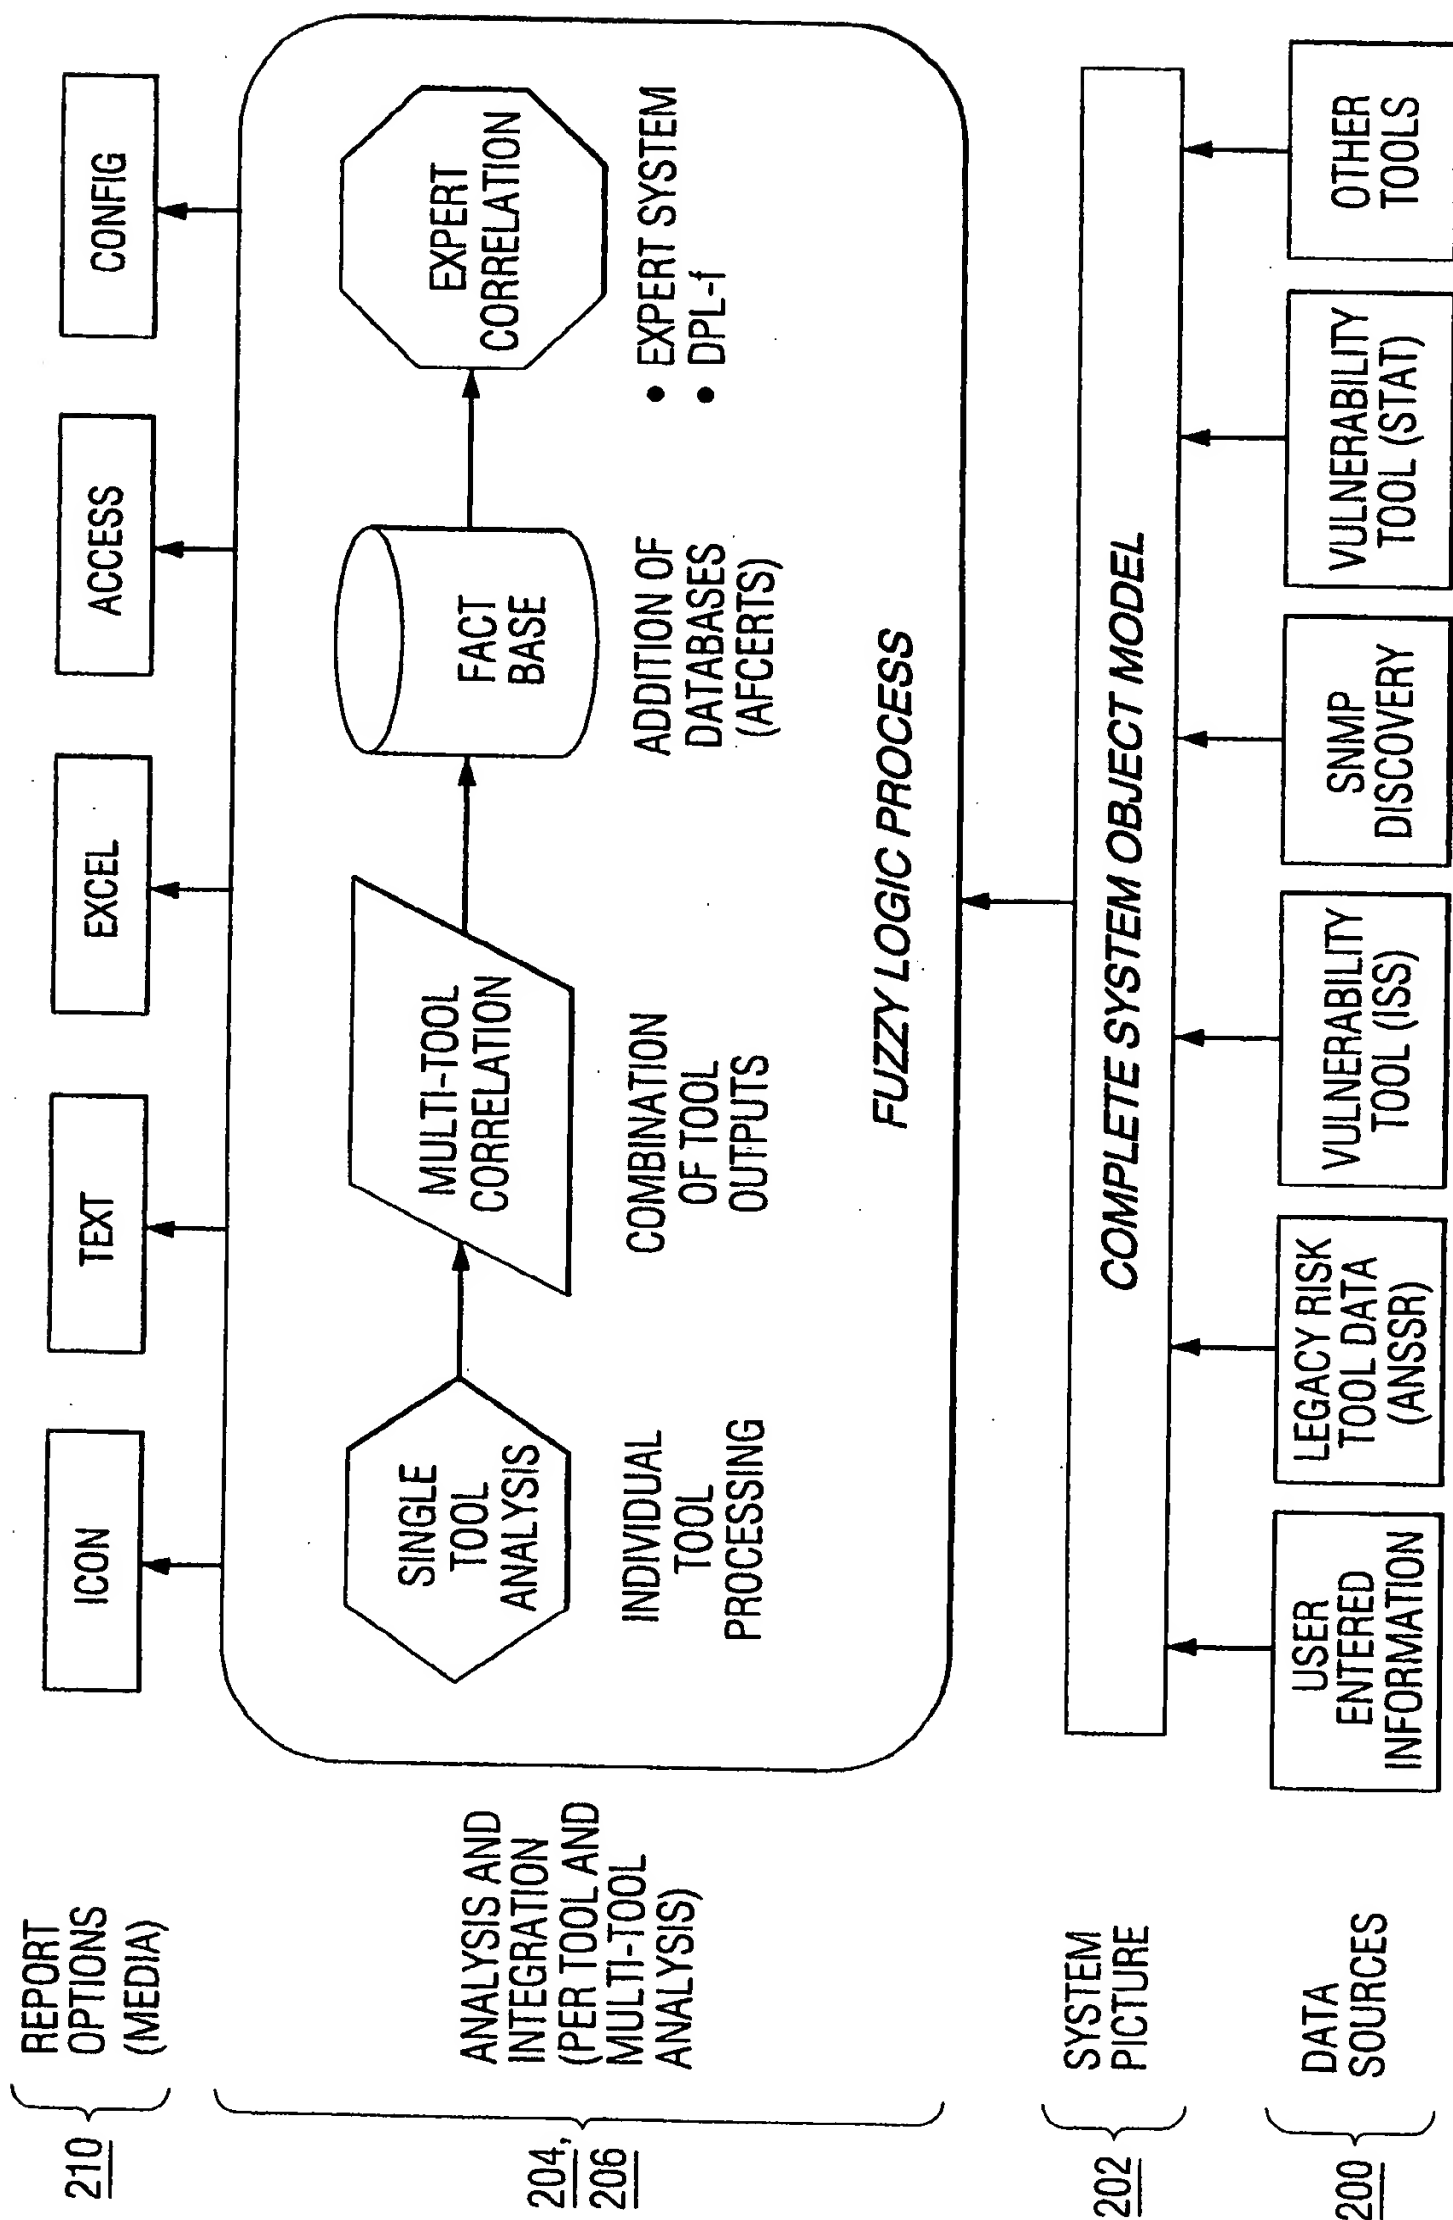 210
REPORT
OPTIONS
(MEDIA)
ICON
TEXT
EXCEL
ACCESS
CONFIG
204,
206
ANALYSIS AND
INTEGRATION
(PER TOOL AND
MULTI-TOOL
ANALYSIS)
SINGLE
TOOL
ANALYSIS
MULTI-TOOL
CORRELATION
FACT
BASE
EXPERT
CORRELATION
INDIVIDUAL
TOOL
PROCESSING
COMBINATION
OF TOOL
OUTPUTS
ADDITION OF
DATABASES
(AFCERTS)
• EXPERT SYSTEM
• DPL-f
FUZZY LOGIC PROCESS
202
SYSTEM
PICTURE
COMPLETE SYSTEM OBJECT MODEL
200
DATA
SOURCES
USER
ENTERED
INFORMATION
LEGACY RISK
TOOL DATA
(ANSSR)
VULNERABILITY
TOOL (ISS)
SNMP
DISCOVERY
VULNERABILITY
TOOL (STAT)
OTHER
TOOLS